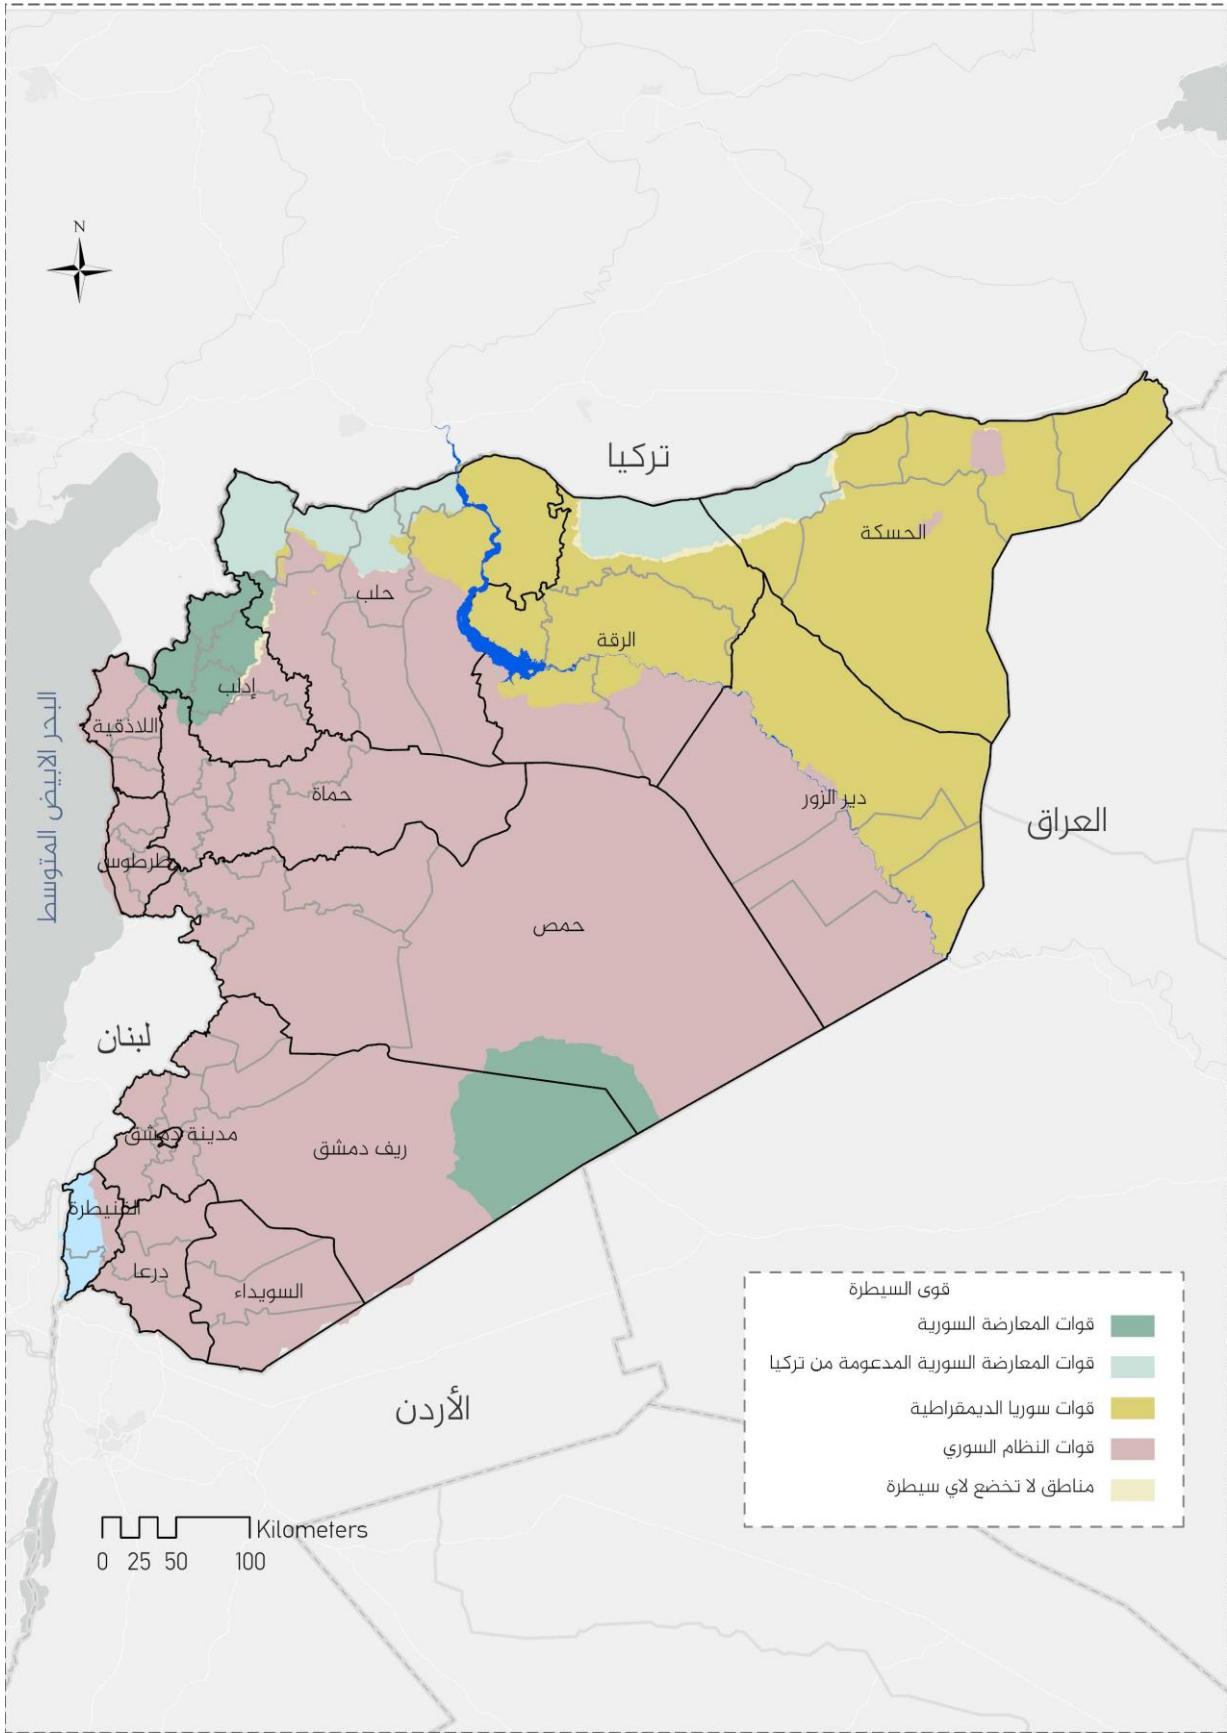 N
تركيا
الحسكة
حلب
الرقة
إدلب
اللاذقية
البحر الابيض المتوسط
حماة
دير الزور
العراق
طرطوس
حمص
لبنان
مدينة دمشق
ريف دمشق
القنيطرة
درعا
السويداء
الأردن
قوى السيطرة
قوات المعارضة السورية
قوات المعارضة السورية المدعومة من تركيا
قوات سوريا الديمقراطية
قوات النظام السوري
مناطق لا تخضع لاي سيطرة
Kilometers
0 25 50 100